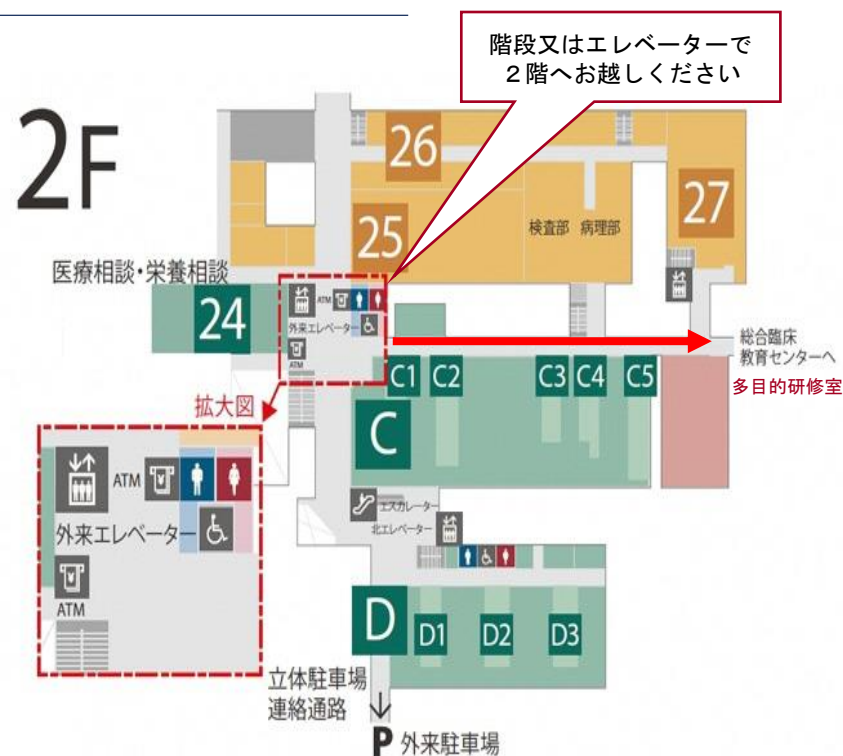 階段又はエレベーターで
２階へお越しください
2F
26
25
検査部 病理部
27
医療相談・栄養相談
24
ATM
外来エレベーター
ATM
総合臨床
教育センターへ
多目的研修室
C1 C2 C3 C4 C5
拡大図
C
ATM
外来エレベーター
ATM
エスカレーター
北エレベーター
D
D1 D2 D3
立体駐車場
連絡通路
P 外来駐車場